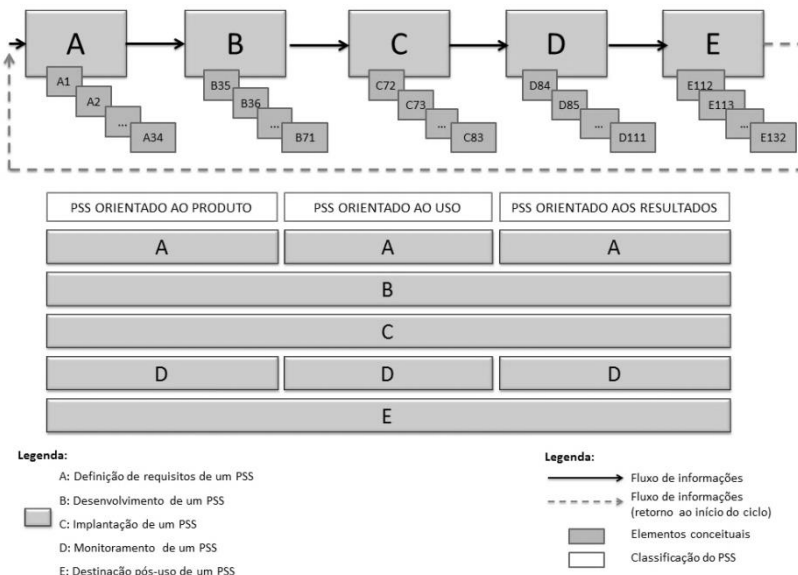 A B C D E
A1 B35 C72 D84 E112
A2 B36 C73 D85 E113
... ... ... ... ...
A34 B71 C83 D111 E132
PSS ORIENTADO AO PRODUTO PSS ORIENTADO AO USO PSS ORIENTADO AOS RESULTADOS
A A A
B
C
D D D
E
Legenda:
A: Definição de requisitos de um PSS
B: Desenvolvimento de um PSS
C: Implantação de um PSS
D: Monitoramento de um PSS
E: Destinação pós-uso de um PSS
Legenda:
Fluxo de informações
Fluxo de informações
(retorno ao início do ciclo)
Elementos conceituais
Classificação do PSS